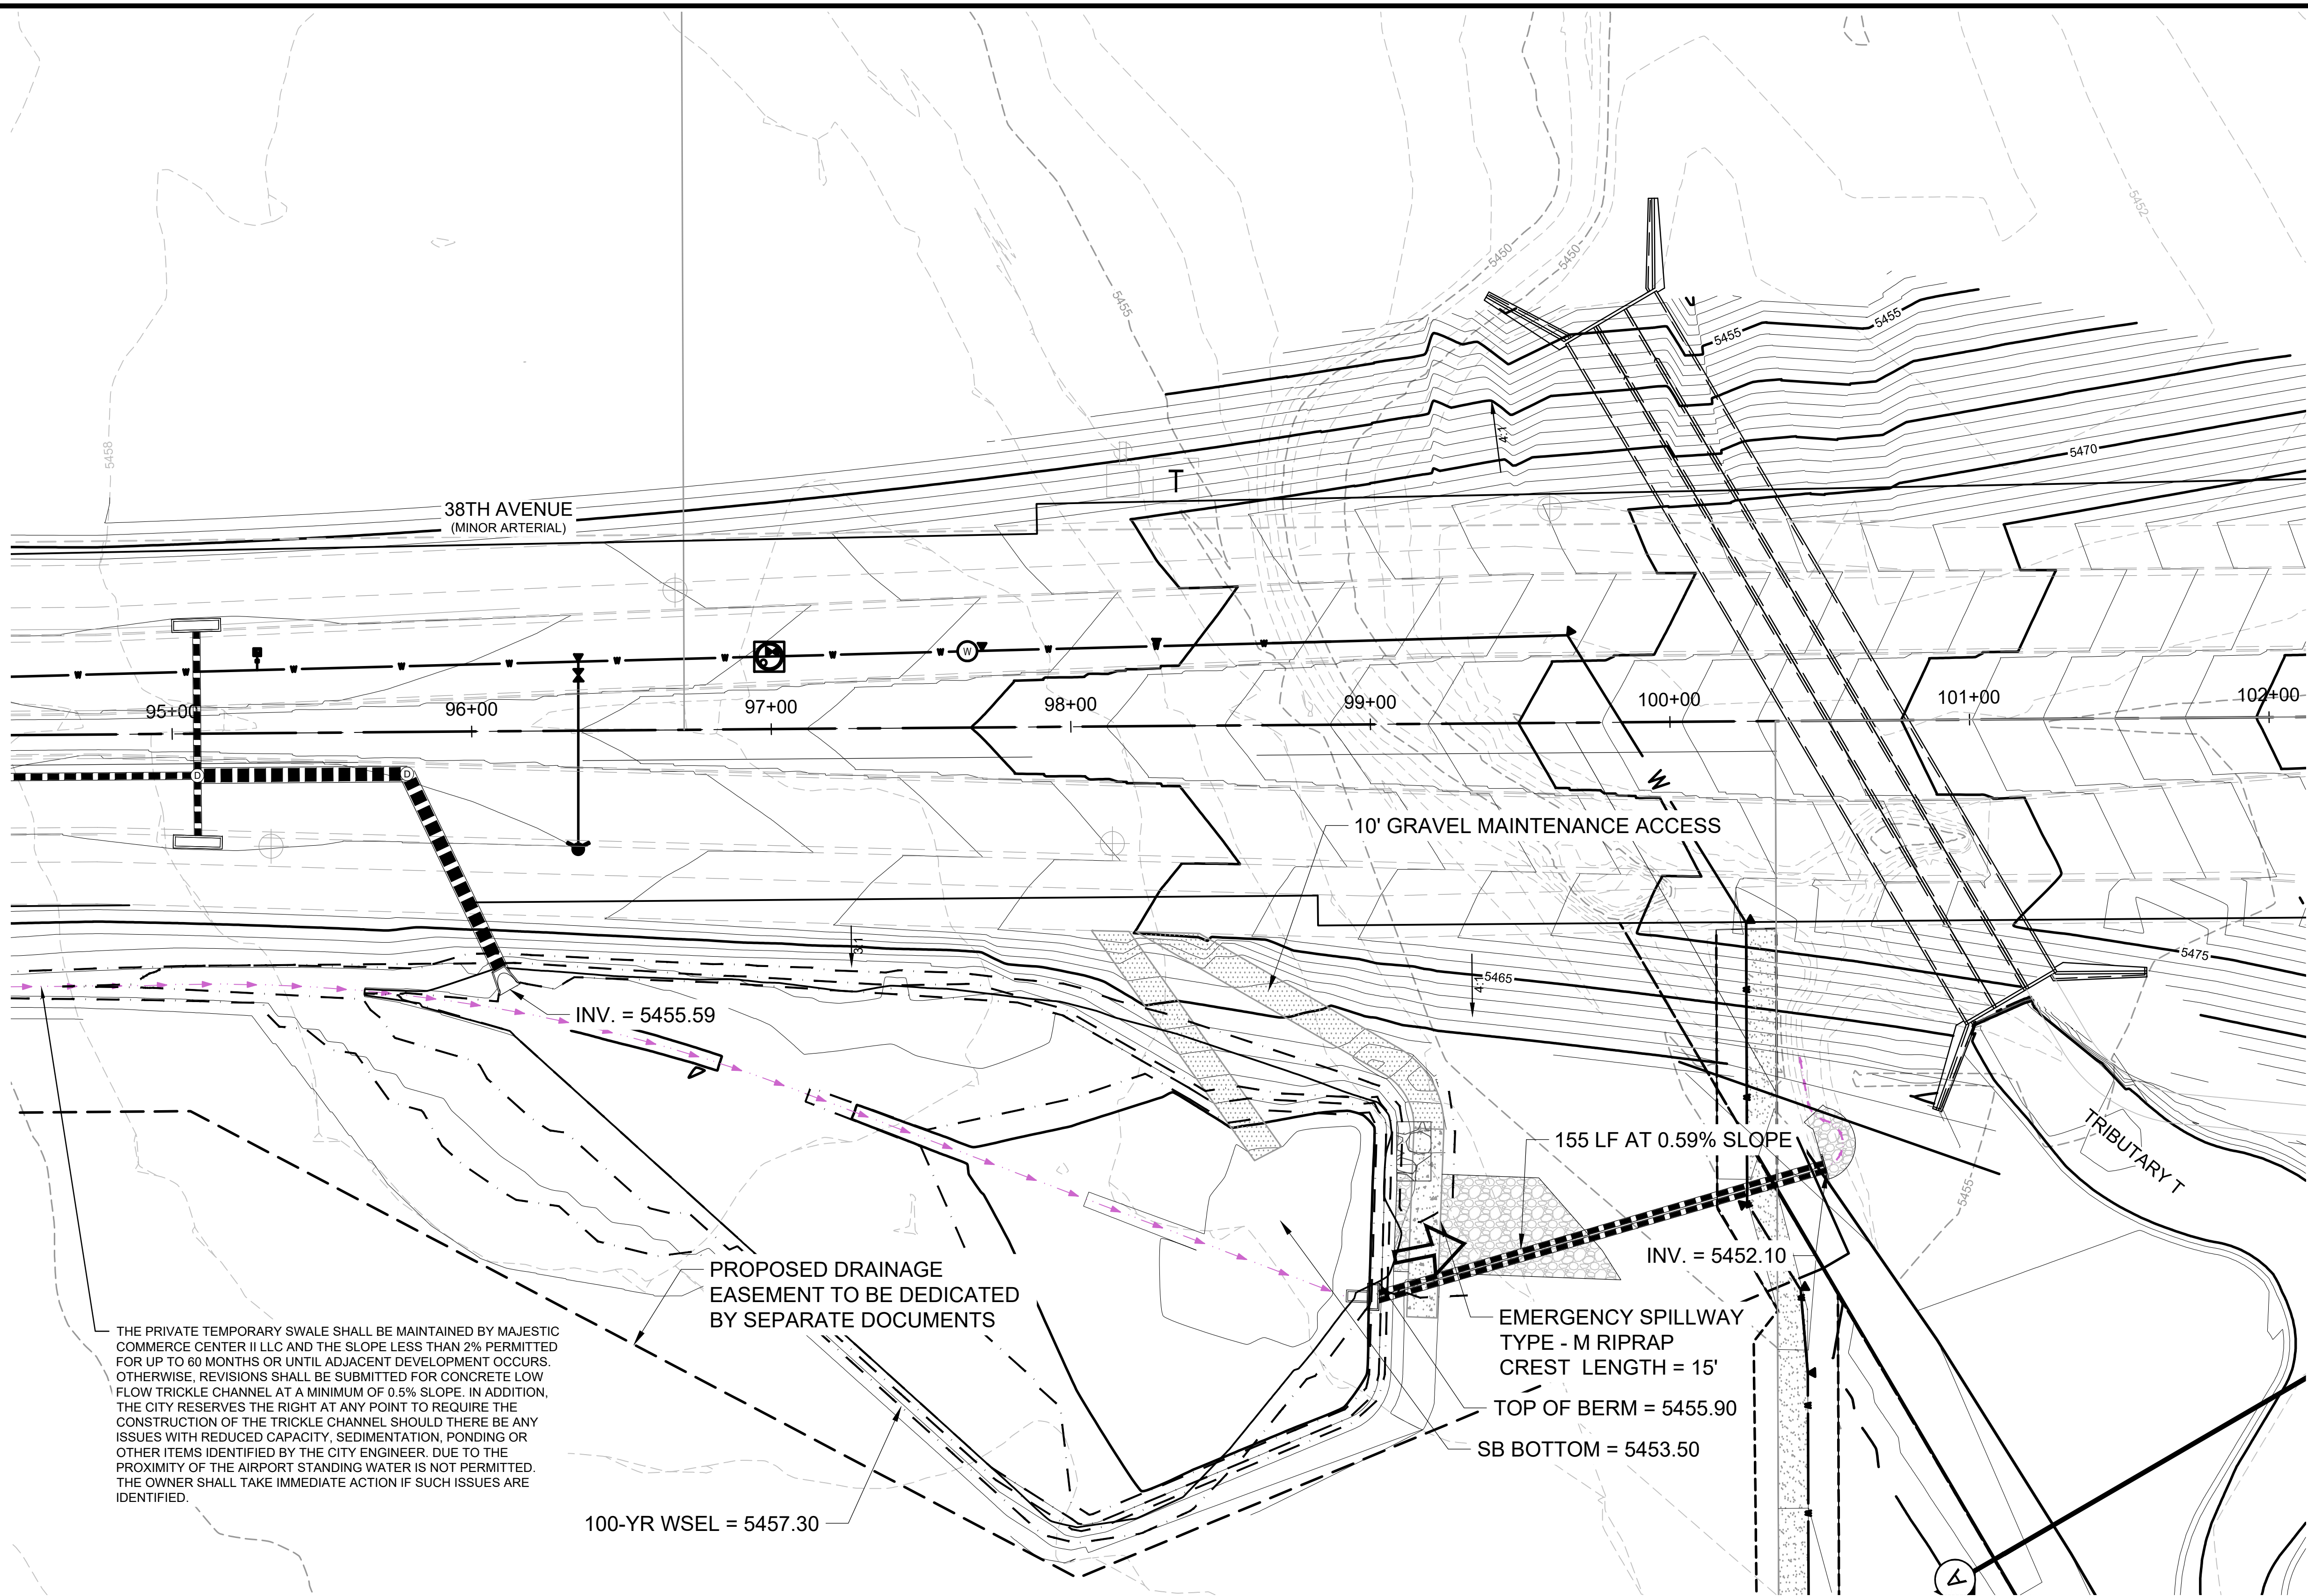 5452
5450
5450
5455
5455
5455
5458
4:1
5470
38TH AVENUE
(MINOR ARTERIAL)
T
W
W
W
W
W
W
W
W
W
W
W
W
W
95+00
96+00
97+00
98+00
99+00
100+00
101+00
102+00
D
D
W
10' GRAVEL MAINTENANCE ACCESS
3:1
4:1
5465
5475
INV. = 5455.59
155 LF AT 0.59% SLOPE
TRIBUTARY T
5455
INV. = 5452.10
PROPOSED DRAINAGE
EASEMENT TO BE DEDICATED
BY SEPARATE DOCUMENTS
EMERGENCY SPILLWAY
TYPE - M RIPRAP
CREST LENGTH = 15'
TOP OF BERM = 5455.90
SB BOTTOM = 5453.50
THE PRIVATE TEMPORARY SWALE SHALL BE MAINTAINED BY MAJESTIC
COMMERCE CENTER II LLC AND THE SLOPE LESS THAN 2% PERMITTED
FOR UP TO 60 MONTHS OR UNTIL ADJACENT DEVELOPMENT OCCURS.
OTHERWISE, REVISIONS SHALL BE SUBMITTED FOR CONCRETE LOW
FLOW TRICKLE CHANNEL AT A MINIMUM OF 0.5% SLOPE. IN ADDITION,
THE CITY RESERVES THE RIGHT AT ANY POINT TO REQUIRE THE
CONSTRUCTION OF THE TRICKLE CHANNEL SHOULD THERE BE ANY
ISSUES WITH REDUCED CAPACITY, SEDIMENTATION, PONDING OR
OTHER ITEMS IDENTIFIED BY THE CITY ENGINEER. DUE TO THE
PROXIMITY OF THE AIRPORT STANDING WATER IS NOT PERMITTED.
THE OWNER SHALL TAKE IMMEDIATE ACTION IF SUCH ISSUES ARE
IDENTIFIED.
100-YR WSEL = 5457.30
A